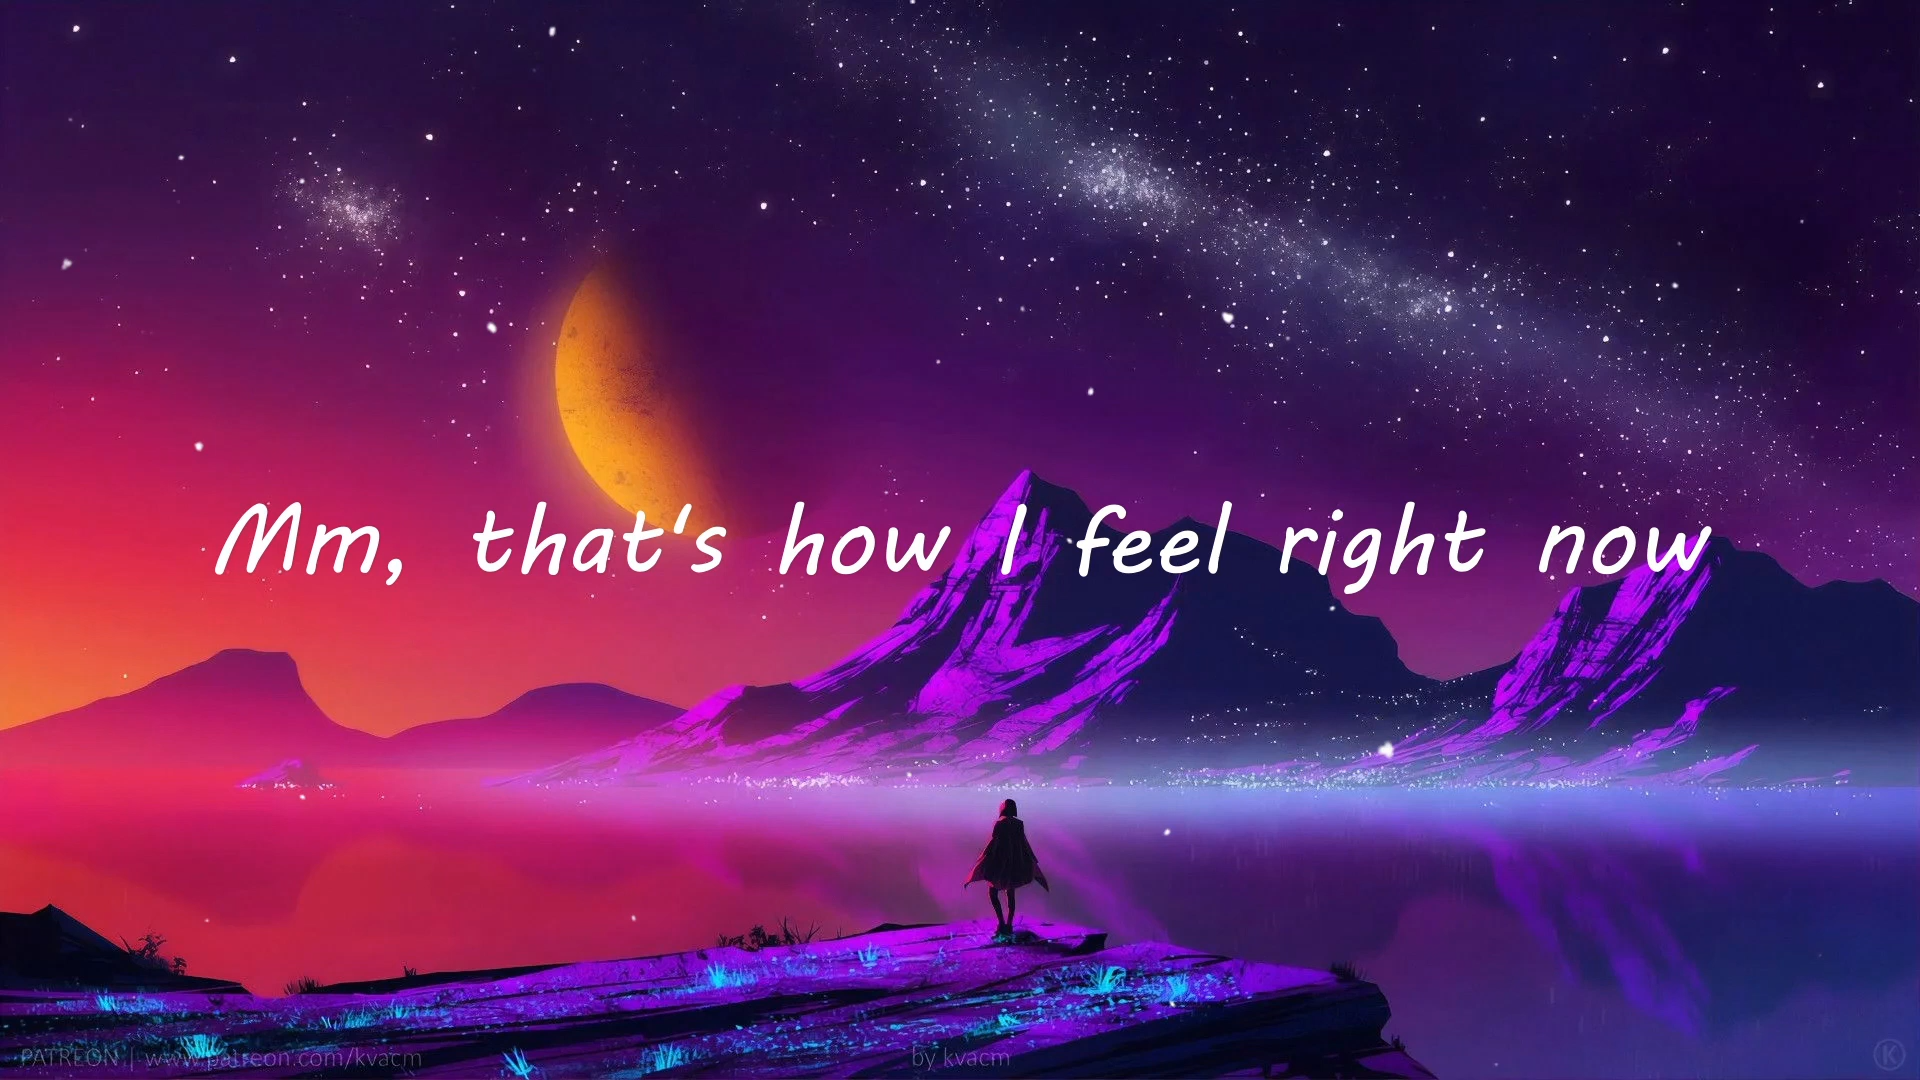 Mm, that's how I feel right now
PATREON | www.patreon.com/kvacm
by kvacm
K